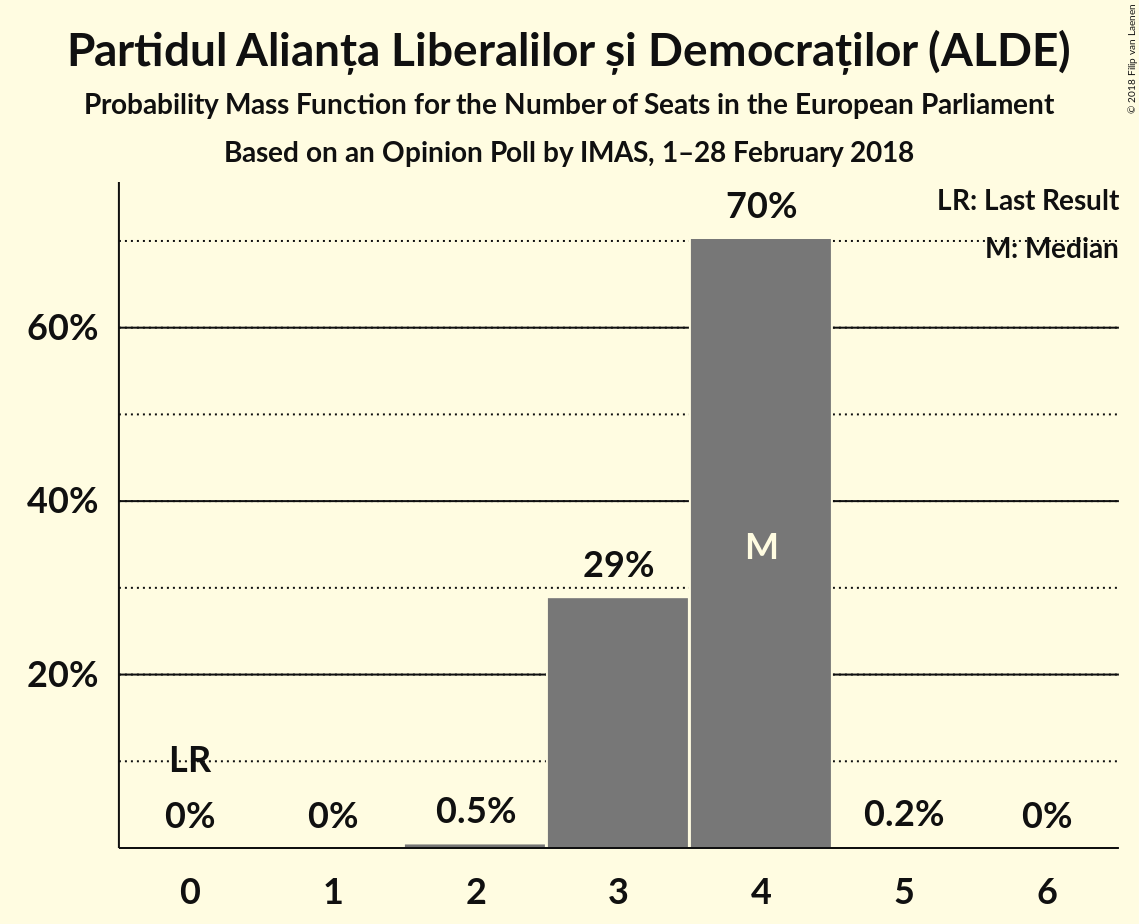 Partidul Alianța Liberalilor și Democraților (ALDE)
Probability Mass Function for the Number of Seats in the European Parliament
Based on an Opinion Poll by IMAS, 1–28 February 2018
© 2018 Filip van Laenen
LR: Last Result
M: Median
70%
60%
M
40%
29%
20%
LR
0%
0%
0.5%
0.2%
0%
0 1 2 3 4 5 6